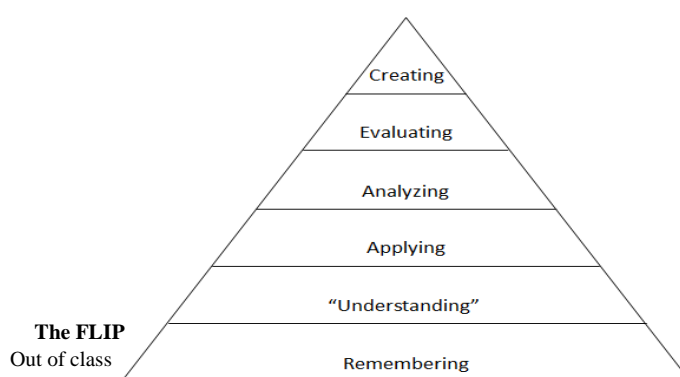 Creating
Evaluating
Analyzing
Applying
“Understanding”
The FLIP
Out of class
Remembering